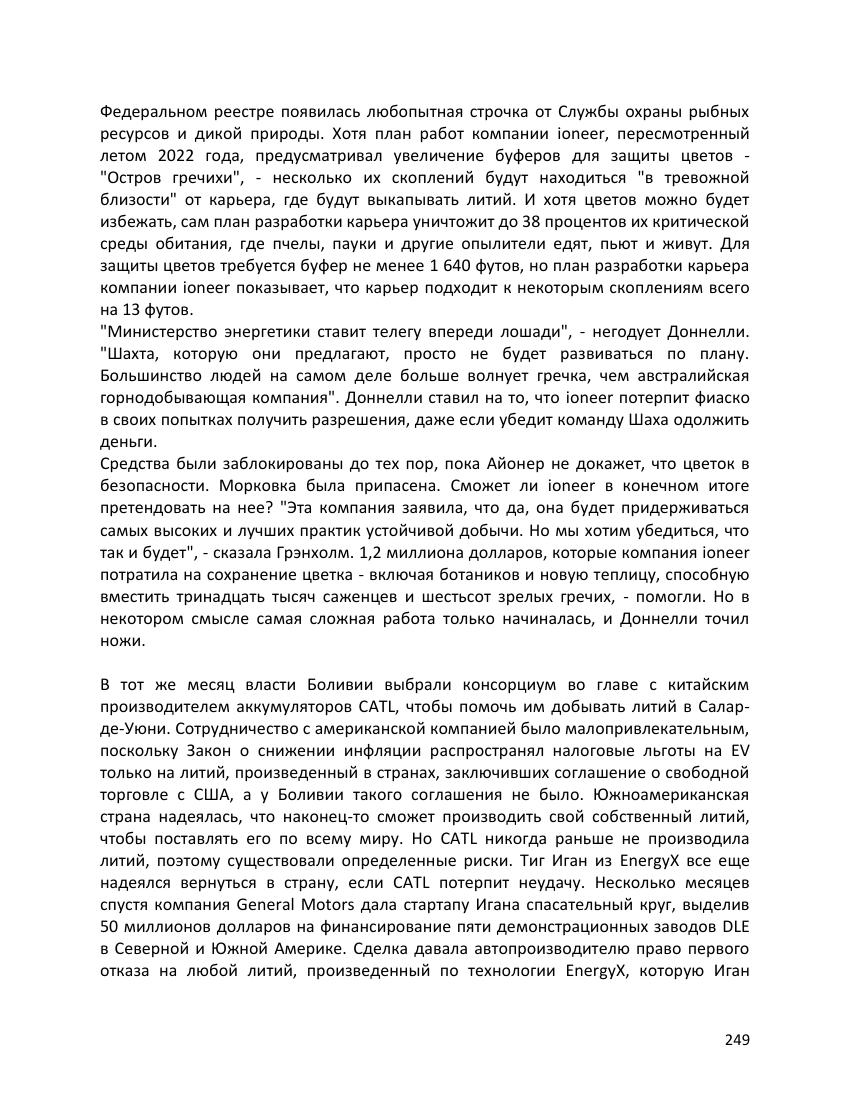 Федеральном реестре появилась любопытная строчка от Службы охраны рыбных
ресурсов и дикой природы. Хотя план работ компании ioneer, пересмотренный
летом 2022 года, предусматривал увеличение буферов для защиты цветов -
"Остров гречихи", - несколько их скоплений будут находиться "в тревожной
близости" от карьера, где будут выкапывать литий. И хотя цветов можно будет
избежать, сам план разработки карьера уничтожит до 38 процентов их критической
среды обитания, где пчелы, пауки и другие опылители едят, пьют и живут. Для
защиты цветов требуется буфер не менее 1 640 футов, но план разработки карьера
компании ioneer показывает, что карьер подходит к некоторым скоплениям всего
на 13 футов.
"Министерство энергетики ставит телегу впереди лошади", - негодует Доннелли.
"Шахта, которую они предлагают, просто не будет развиваться по плану.
Большинство людей на самом деле больше волнует гречка, чем австралийская
горнодобывающая компания". Доннелли ставил на то, что ioneer потерпит фиаско
в своих попытках получить разрешения, даже если убедит команду Шаха одолжить
деньги.
Средства были заблокированы до тех пор, пока Айонер не докажет, что цветок в
безопасности. Морковка была припасена. Сможет ли ioneer в конечном итоге
претендовать на нее? "Эта компания заявила, что да, она будет придерживаться
самых высоких и лучших практик устойчивой добычи. Но мы хотим убедиться, что
так и будет", - сказала Грэнхолм. 1,2 миллиона долларов, которые компания ioneer
потратила на сохранение цветка - включая ботаников и новую теплицу, способную
вместить тринадцать тысяч саженцев и шестьсот зрелых гречих, - помогли. Но в
некотором смысле самая сложная работа только начиналась, и Доннелли точил
ножи.
В тот же месяц власти Боливии выбрали консорциум во главе с китайским
производителем аккумуляторов CATL, чтобы помочь им добывать литий в Салар-
де-Уюни. Сотрудничество с американской компанией было малопривлекательным,
поскольку Закон о снижении инфляции распространял налоговые льготы на EV
только на литий, произведенный в странах, заключивших соглашение о свободной
торговле с США, а у Боливии такого соглашения не было. Южноамериканская
страна надеялась, что наконец-то сможет производить свой собственный литий,
чтобы поставлять его по всему миру. Но CATL никогда раньше не производила
литий, поэтому существовали определенные риски. Тиг Иган из EnergyX все еще
надеялся вернуться в страну, если CATL потерпит неудачу. Несколько месяцев
спустя компания General Motors дала стартапу Игана спасательный круг, выделив
50 миллионов долларов на финансирование пяти демонстрационных заводов DLE
в Северной и Южной Америке. Сделка давала автопроизводителю право первого
отказа на любой литий, произведенный по технологии EnergyX, которую Иган
249